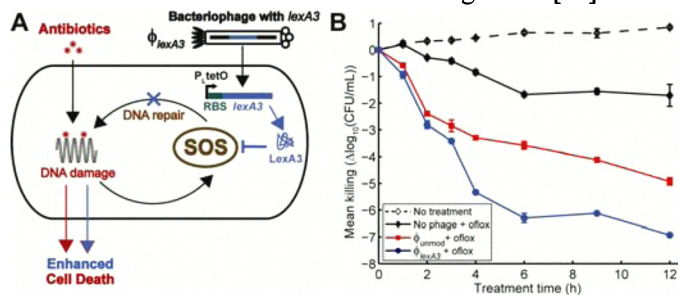 A
Antibiotics
Bacteriophage with lexA3
ϕlexA3
PLtetO
RBS lexA3
DNA repair
SOS
LexA3
DNA damage
Enhanced
Cell Death
B
Mean killing (Δlog10(CFU/mL))
1
0
−1
−2
−3
−4
−5
−6
−7
−8
No treatment
No phage + oflox
ϕunmod + oflox
ϕlexA3 + oflox
0 2 4 6 8 10 12
Treatment time (h)